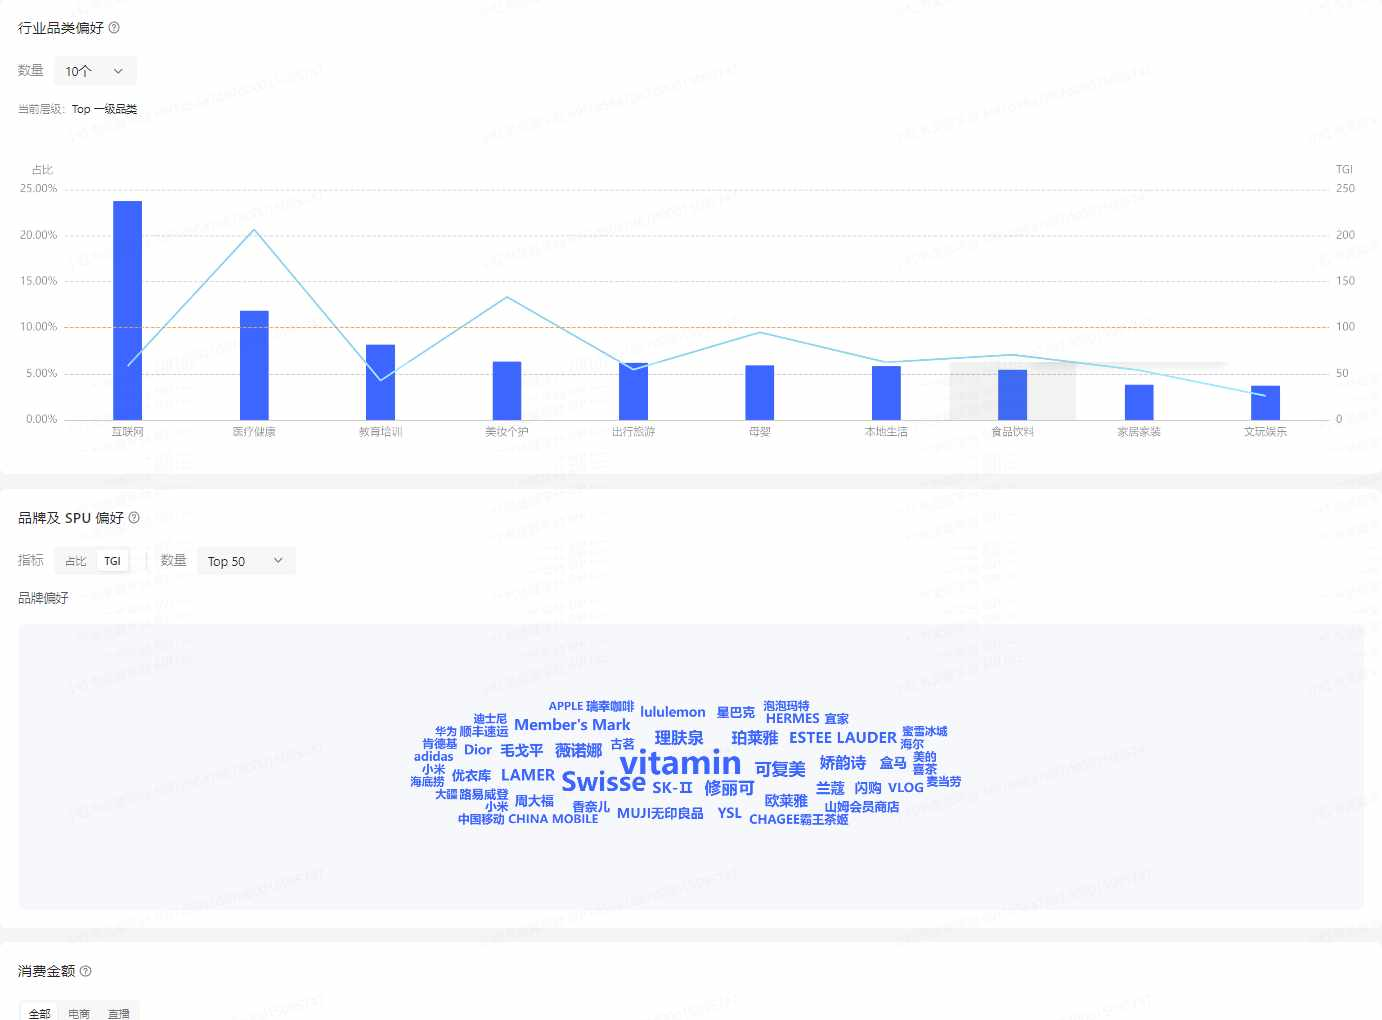 行业品类偏好
数量 10个
当前层级： Top 一级品类
占比 TGI
25.00% 250
20.00% 200
15.00% 150
10.00% 100
5.00% 50
0.00% 0
互联网 医疗健康 教育培训 美妆个护 出行旅游 母婴 本地生活 食品饮料 家居家装 文玩娱乐
品牌及 SPU 偏好
指标 占比 TGI 数量 Top 50
品牌偏好
APPLE 瑞幸咖啡 lululemon 星巴克 泡泡玛特
迪士尼 Member's Mark HERMES 宜家
华为 顺丰速运 理肤泉 珀莱雅 ESTEE LAUDER 蜜雪冰城
肯德基 Dior 毛戈平 薇诺娜 古茗 海尔
adidas vitamin 可复美 娇韵诗 盒马 美的
小米 优衣库 LAMER 喜茶
海底捞 Swisse SK-Ⅱ 修丽可 兰蔻 闪购 VLOG 麦当劳
大疆 路易威登 周大福 欧莱雅
小米 香奈儿 MUJI无印良品 YSL 山姆会员商店
中国移动 CHINA MOBILE CHAGEE霸王茶姬
消费金额
全部 电商 直播